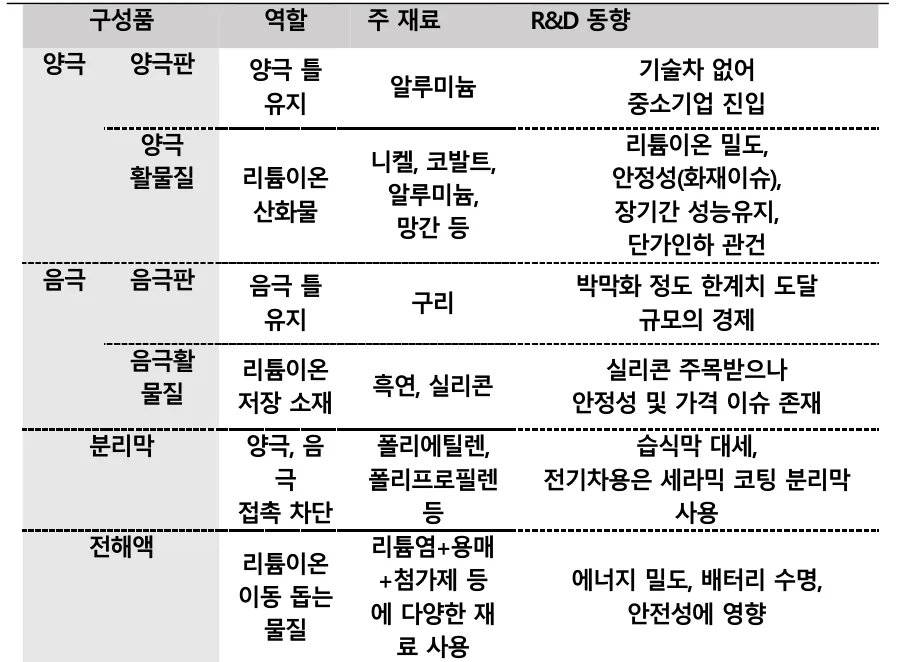 구성품 역할 주 재료 R&D 동향
양극 양극판 양극 틀
유지 알루미늄 기술차 없어
중소기업 진입
양극
활물질 리튬이온
산화물 니켈, 코발트,
알루미늄,
망간 등 리튬이온 밀도,
안정성(화재이슈),
장기간 성능유지,
단가인하 관건
음극 음극판 음극 틀
유지 구리 박막화 정도 한계치 도달
규모의 경제
음극활
물질 리튬이온
저장 소재 흑연, 실리콘 실리콘 주목받으나
안정성 및 가격 이슈 존재
분리막 양극, 음
극
접촉 차단 폴리에틸렌,
폴리프로필렌
등 습식막 대세,
전기차용은 세라믹 코팅 분리막
사용
전해액 리튬이온
이동 돕는
물질 리튬염+용매
+첨가제 등
에 다양한 재
료 사용 에너지 밀도, 배터리 수명,
안전성에 영향